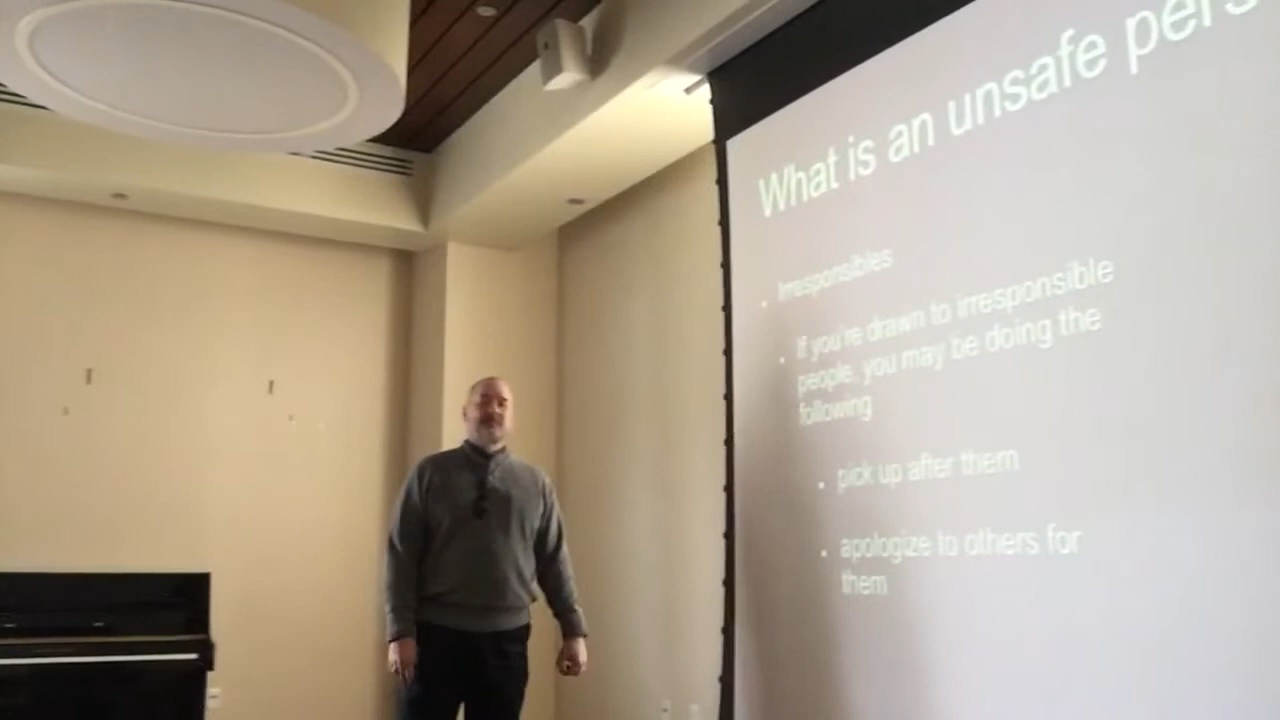 What is an unsafe pers
Irresponsibles
If you're drawn to irresponsible
people, you may be doing the
following
pick up after them
apologize to others for
them